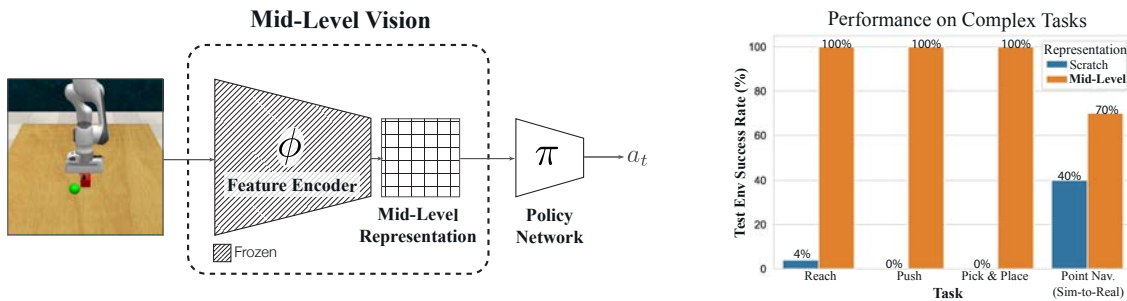 Mid-Level Vision
ϕ
Feature Encoder
Mid-Level
Representation
Frozen
π
Policy
Network
a_t
Performance on Complex Tasks
Test Env Success Rate (%)
100
80
60
40
20
0
4%
100%
0%
100%
0%
100%
40%
70%
Representation
Scratch
Mid-Level
Reach
Push
Pick & Place
Point Nav.
(Sim-to-Real)
Task